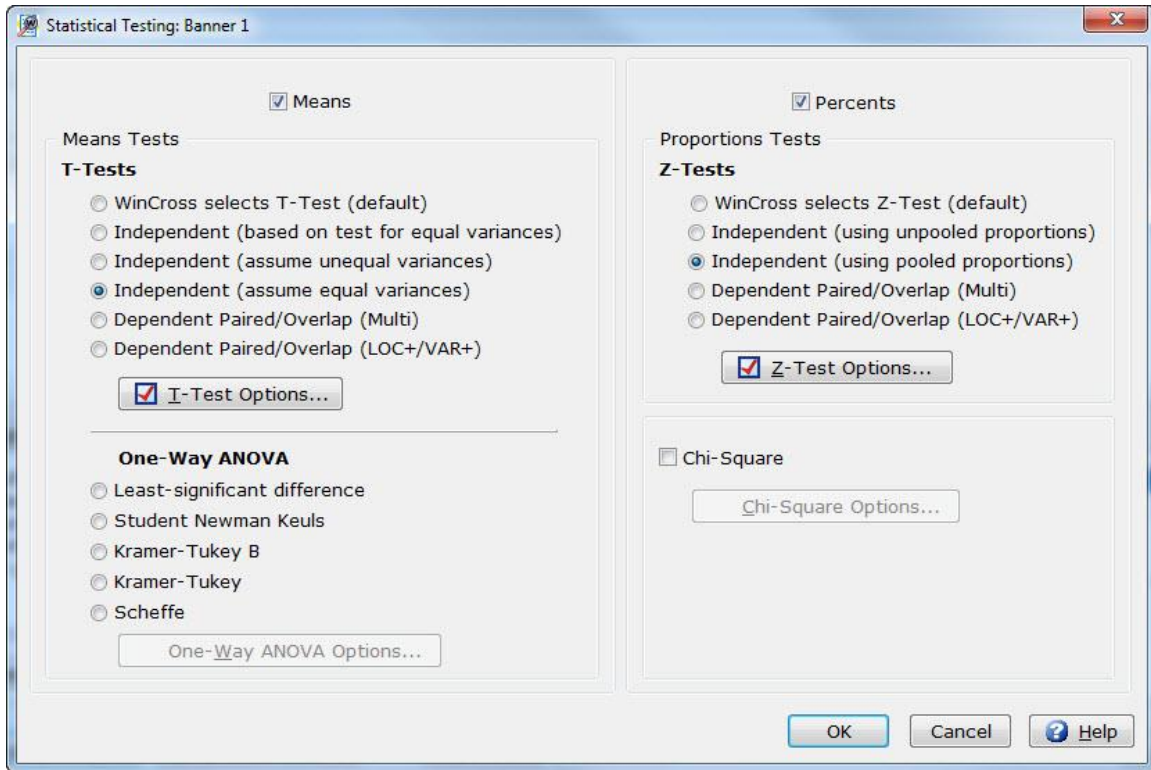 Statistical Testing: Banner 1
Means
Means Tests
T-Tests
WinCross selects T-Test (default)
Independent (based on test for equal variances)
Independent (assume unequal variances)
Independent (assume equal variances)
Dependent Paired/Overlap (Multi)
Dependent Paired/Overlap (LOC+/VAR+)
T-Test Options...
One-Way ANOVA
Least-significant difference
Student Newman Keuls
Kramer-Tukey B
Kramer-Tukey
Scheffe
One-Way ANOVA Options...
Percents
Proportions Tests
Z-Tests
WinCross selects Z-Test (default)
Independent (using unpooled proportions)
Independent (using pooled proportions)
Dependent Paired/Overlap (Multi)
Dependent Paired/Overlap (LOC+/VAR+)
Z-Test Options...
Chi-Square
Chi-Square Options...
OK
Cancel
Help